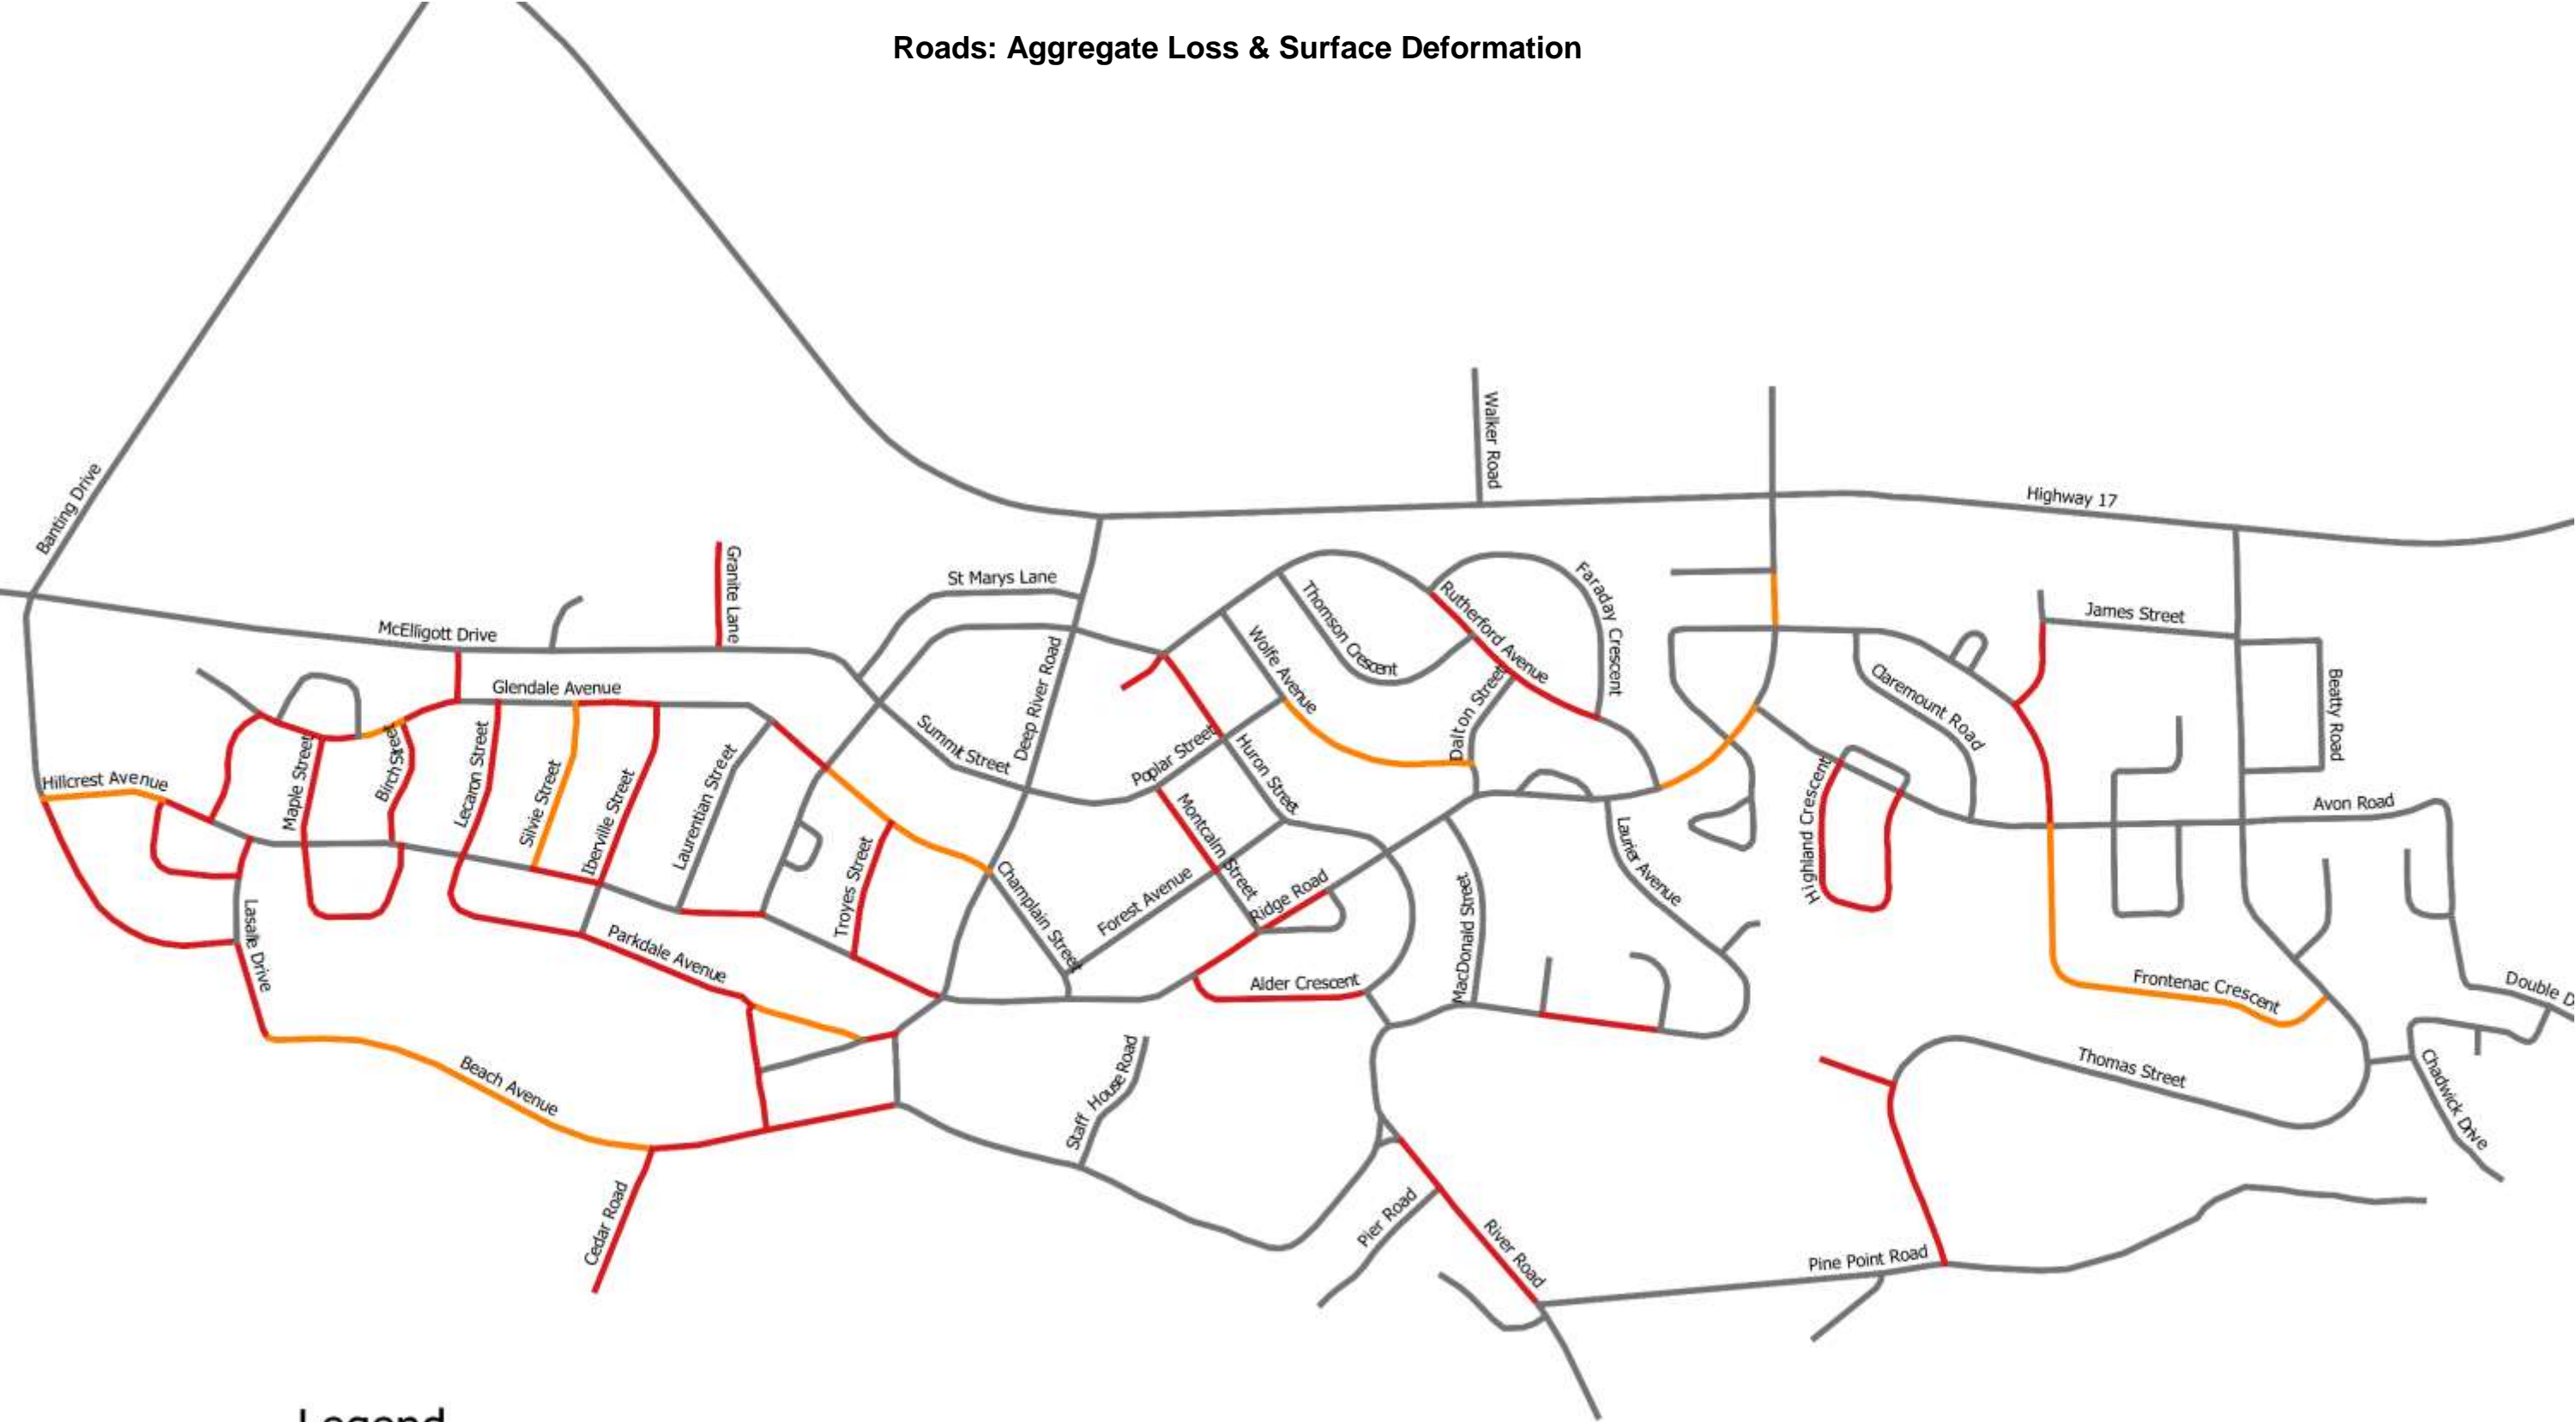 Roads: Aggregate Loss & Surface Deformation
Banting Drive
Walker Road
Highway 17
Granite Lane
St Marys Lane
McElligott Drive
Glendale Avenue
Deep River Road
Summit Street
Thomson Crescent
Wolfe Avenue
Rutherford Avenue
Faraday Crescent
Dalton Street
Claremount Road
James Street
Beatty Road
Hillcrest Avenue
Maple Street
Birch Street
Lecaron Street
Silvie Street
Iberville Street
Laurentian Street
Troyes Street
Champlain Street
Poplar Street
Huron Street
Montcalm Street
Forest Avenue
Ridge Road
Alder Crescent
MacDonald Street
Laurier Avenue
Highland Crescent
Avon Road
Lasalle Drive
Parkdale Avenue
Beach Avenue
Cedar Road
Staff House Road
Pier Road
River Road
Pine Point Road
Frontenac Crescent
Thomas Street
Double D
Chadwick Drive
Legend